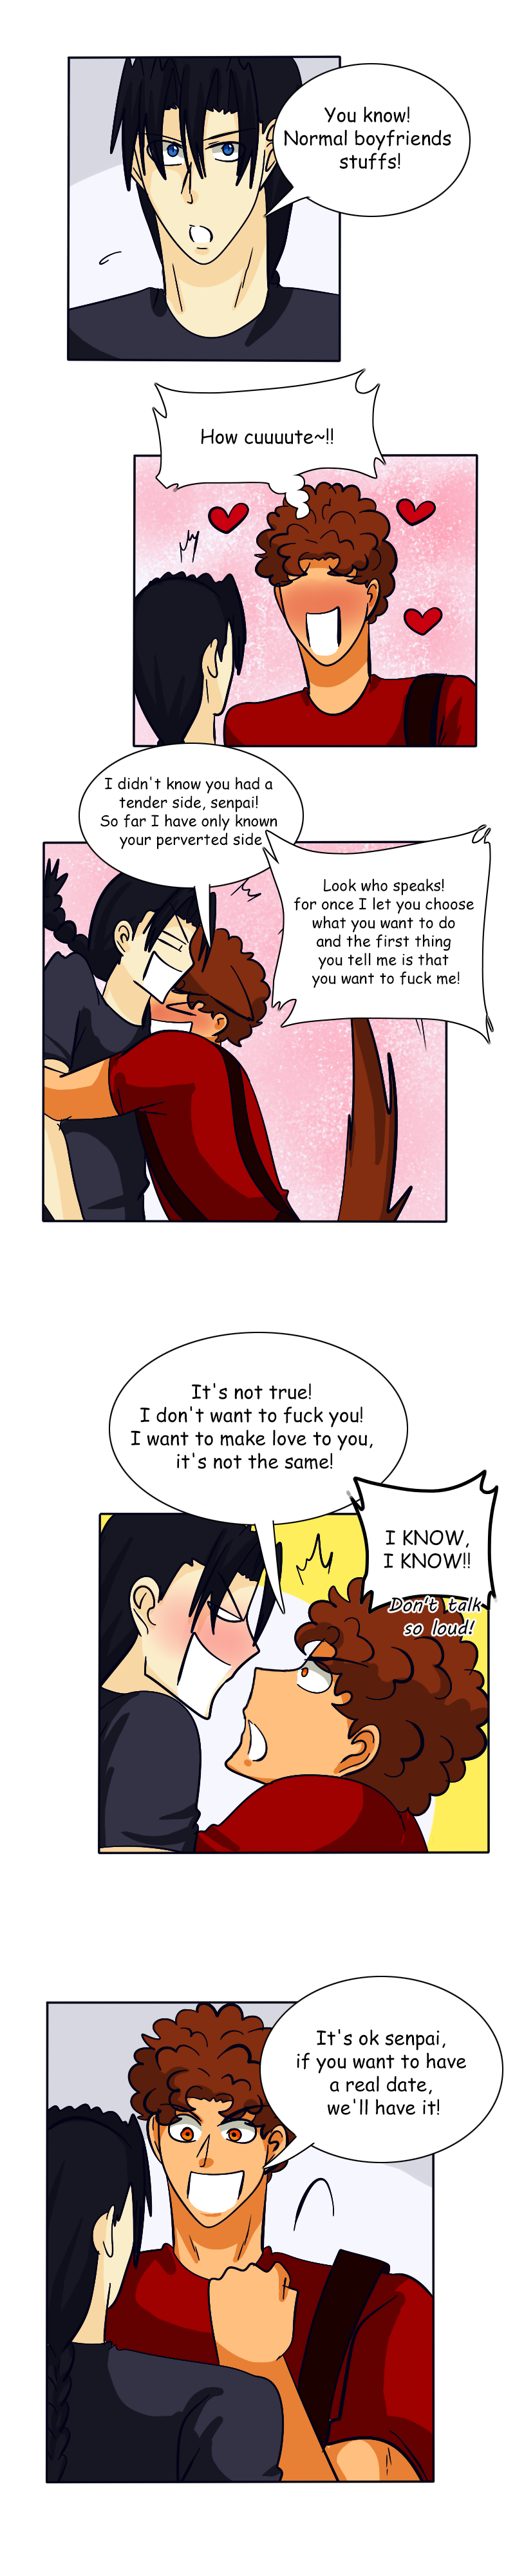 You know!
Normal boyfriends
stuffs!
How cuuuute~!!
I didn't know you had a
tender side, senpai!
So far I have only known
your perverted side
Look who speaks!
for once I let you choose
what you want to do
and the first thing
you tell me is that
you want to fuck me!
It's not true!
I don't want to fuck you!
I want to make love to you,
it's not the same!
I KNOW,
I KNOW!!
Don't talk
so loud!
It's ok senpai,
if you want to have
a real date,
we'll have it!